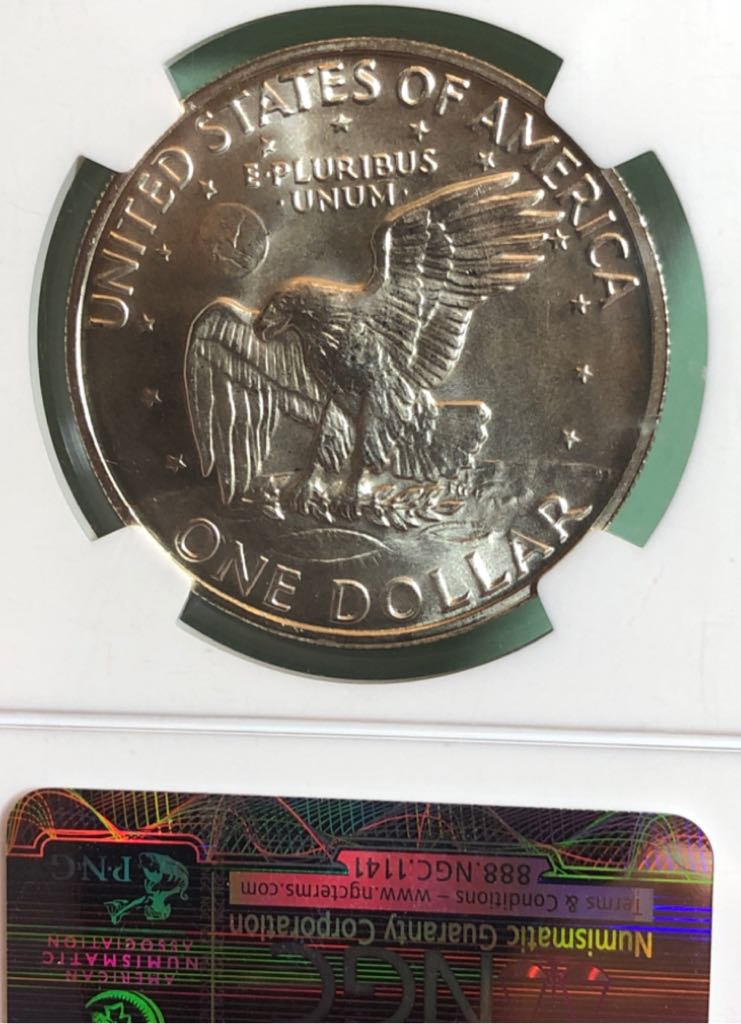 UNITED STATES OF AMERICA
E·PLURIBUS
·UNUM·
ONE DOLLAR
NGC
Numismatic Guaranty Corporation
Terms & Conditions – www.ngcterms.com
888.NGC.1141
P·N·G
AMERICAN
NUMISMATIC
ASSOCIATION